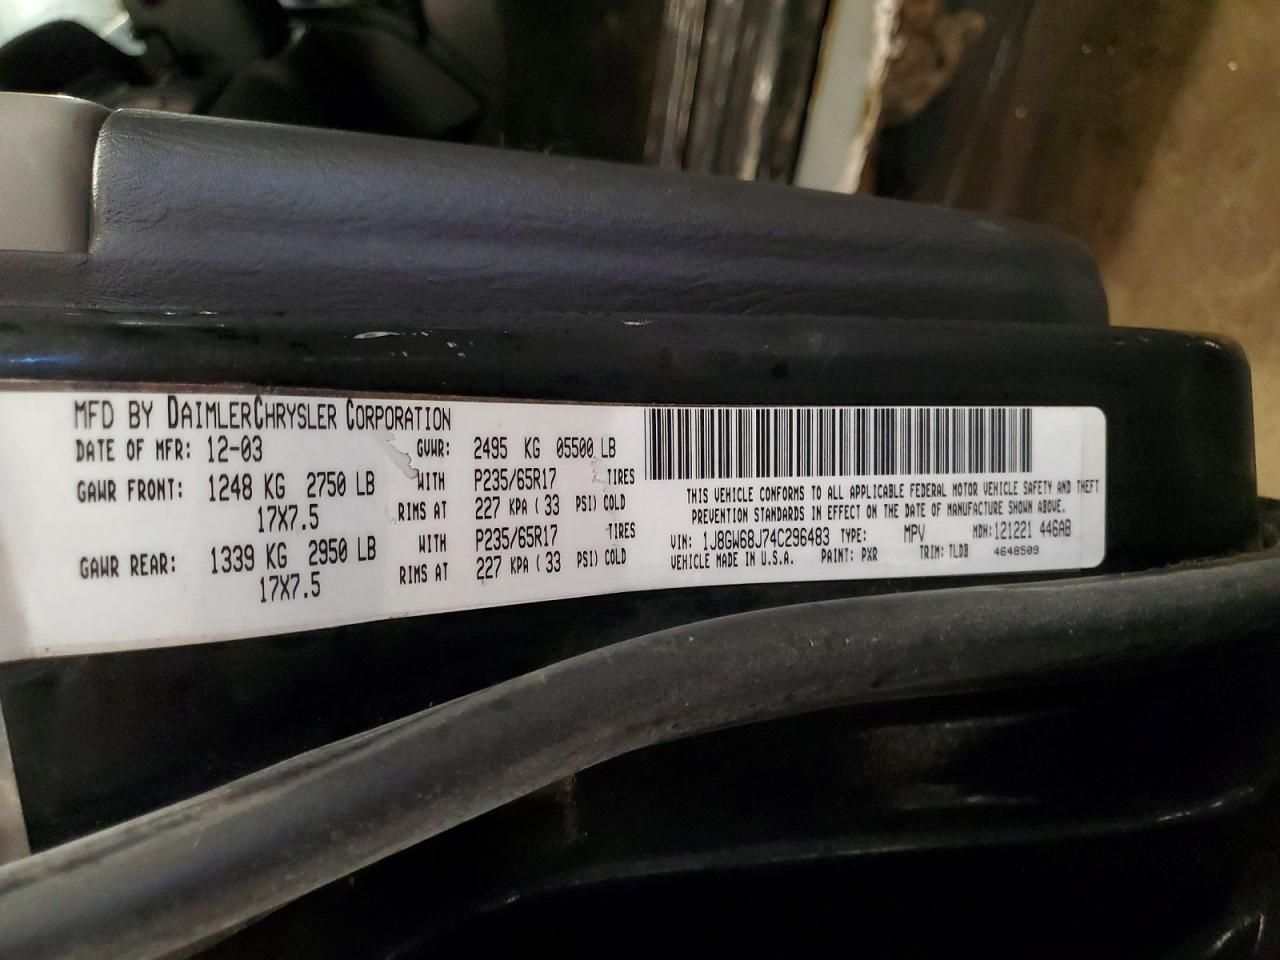 MFD BY DAIMLERCHRYSLER CORPORATION
DATE OF MFR: 12-03 GVWR: 2495 KG 05500 LB
GAWR FRONT: 1248 KG 2750 LB WITH P235/65R17 TIRES
17X7.5 RIMS AT 227 KPA ( 33 PSI) COLD
GAWR REAR: 1339 KG 2950 LB WITH P235/65R17 TIRES
17X7.5 RIMS AT 227 KPA ( 33 PSI) COLD
THIS VEHICLE CONFORMS TO ALL APPLICABLE FEDERAL MOTOR VEHICLE SAFETY AND THEFT
PREVENTION STANDARDS IN EFFECT ON THE DATE OF MANUFACTURE SHOWN ABOVE.
VIN: 1J8GW68J74C296483 TYPE: MPV MDH: 121221 446AB
VEHICLE MADE IN U.S.A. PAINT: PXR TRIM: TLDB 4648509